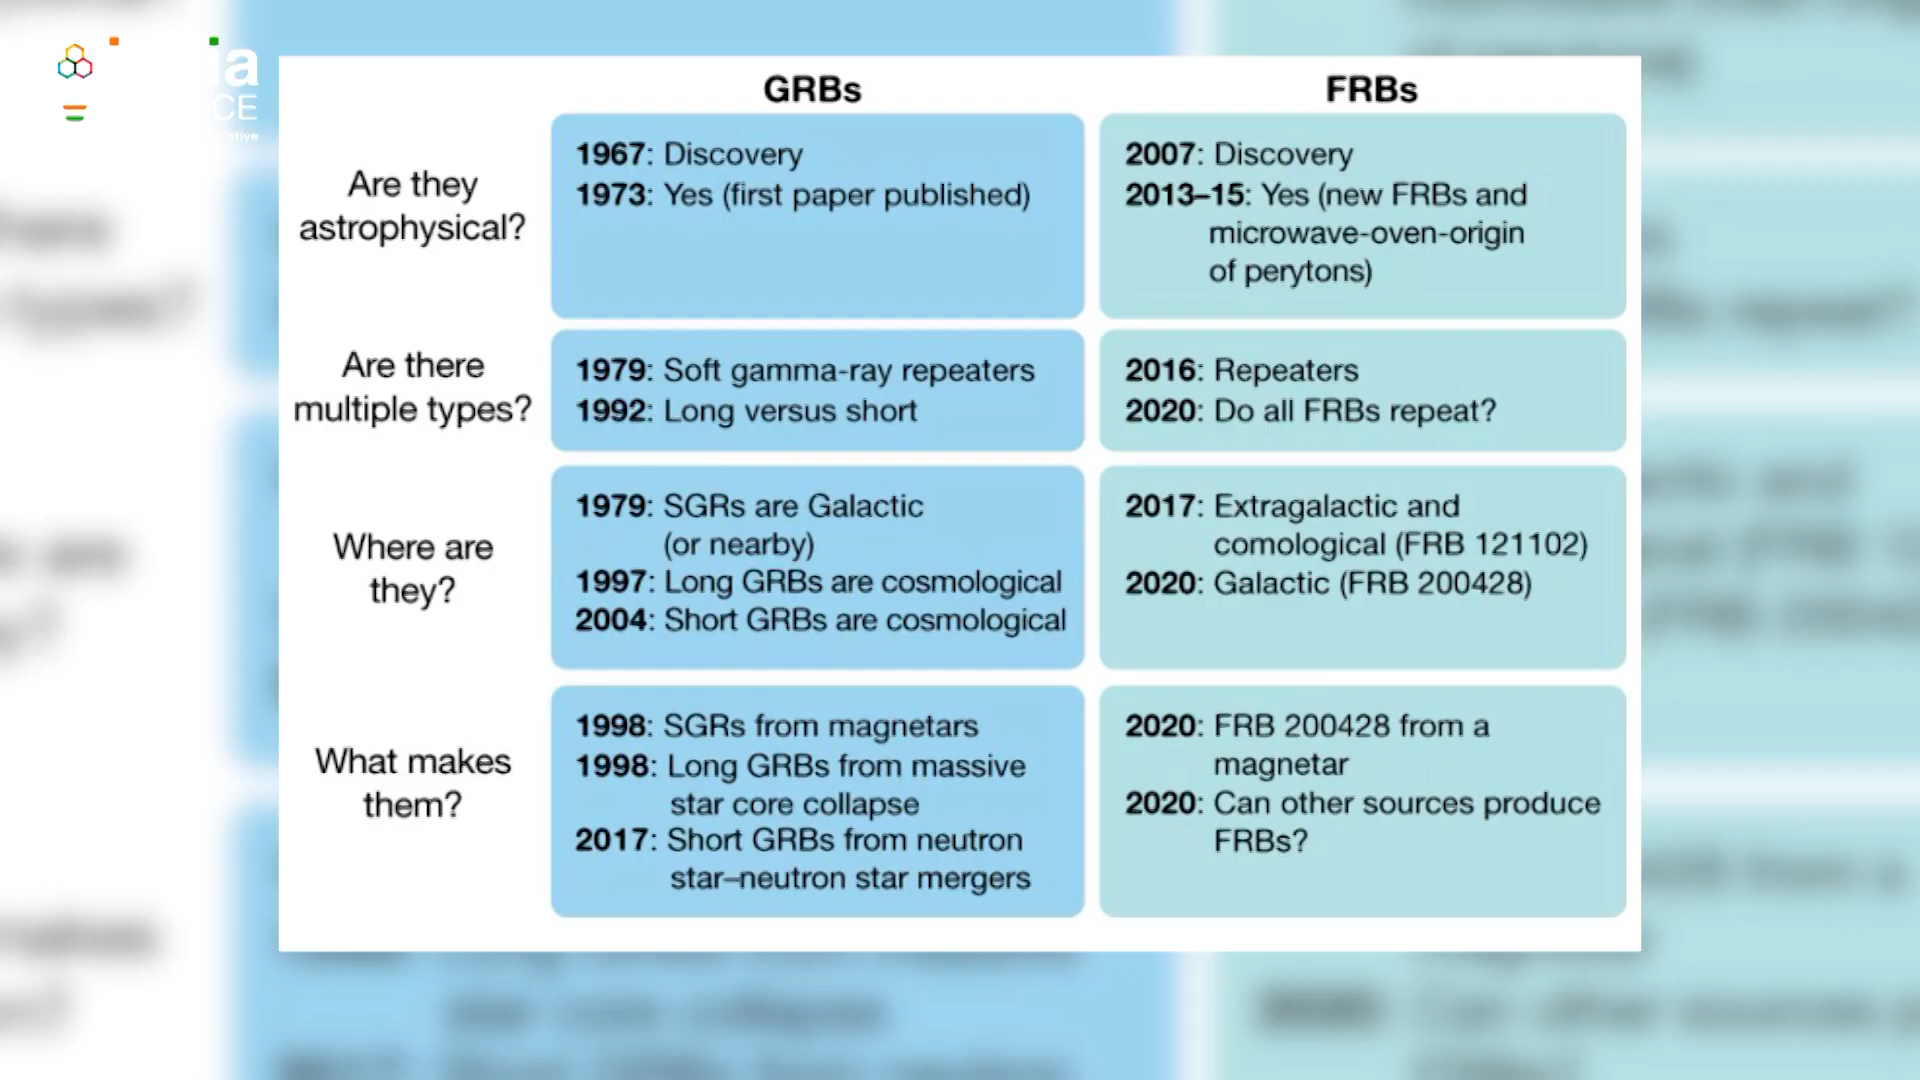 GRBs
FRBs
Are they
astrophysical?
1967: Discovery
1973: Yes (first paper published)
2007: Discovery
2013–15: Yes (new FRBs and
microwave-oven-origin
of perytons)
Are there
multiple types?
1979: Soft gamma-ray repeaters
1992: Long versus short
2016: Repeaters
2020: Do all FRBs repeat?
Where are
they?
1979: SGRs are Galactic
(or nearby)
1997: Long GRBs are cosmological
2004: Short GRBs are cosmological
2017: Extragalactic and
comological (FRB 121102)
2020: Galactic (FRB 200428)
What makes
them?
1998: SGRs from magnetars
1998: Long GRBs from massive
star core collapse
2017: Short GRBs from neutron
star–neutron star mergers
2020: FRB 200428 from a
magnetar
2020: Can other sources produce
FRBs?